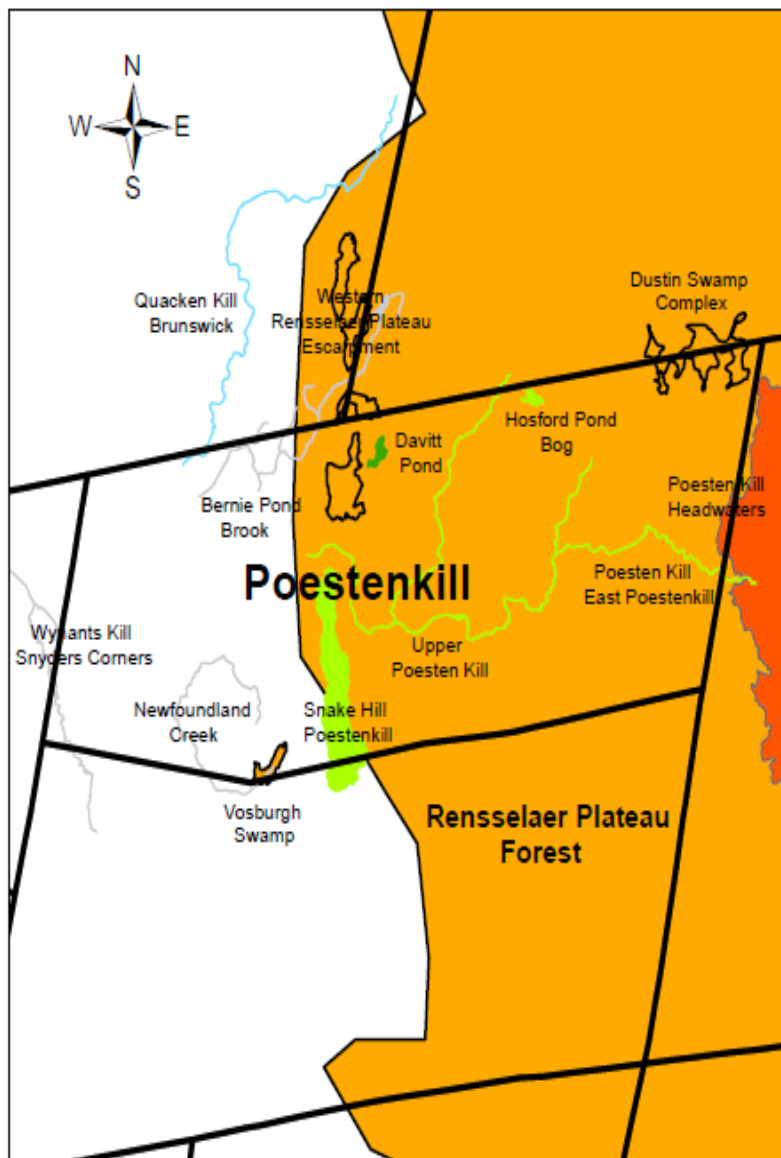 N
W E
S
Quacken Kill
Brunswick
Western
Rensselaer Plateau
Escarpment
Dustin Swamp
Complex
Davitt
Pond
Hosford Pond
Bog
Bernie Pond
Brook
Poesten Kill
Headwaters
Poestenkill
Poesten Kill
East Poestenkill
Wynants Kill
Snyders Corners
Upper
Poesten Kill
Newfoundland
Creek
Snake Hill
Poestenkill
Vosburgh
Swamp
Rensselaer Plateau
Forest